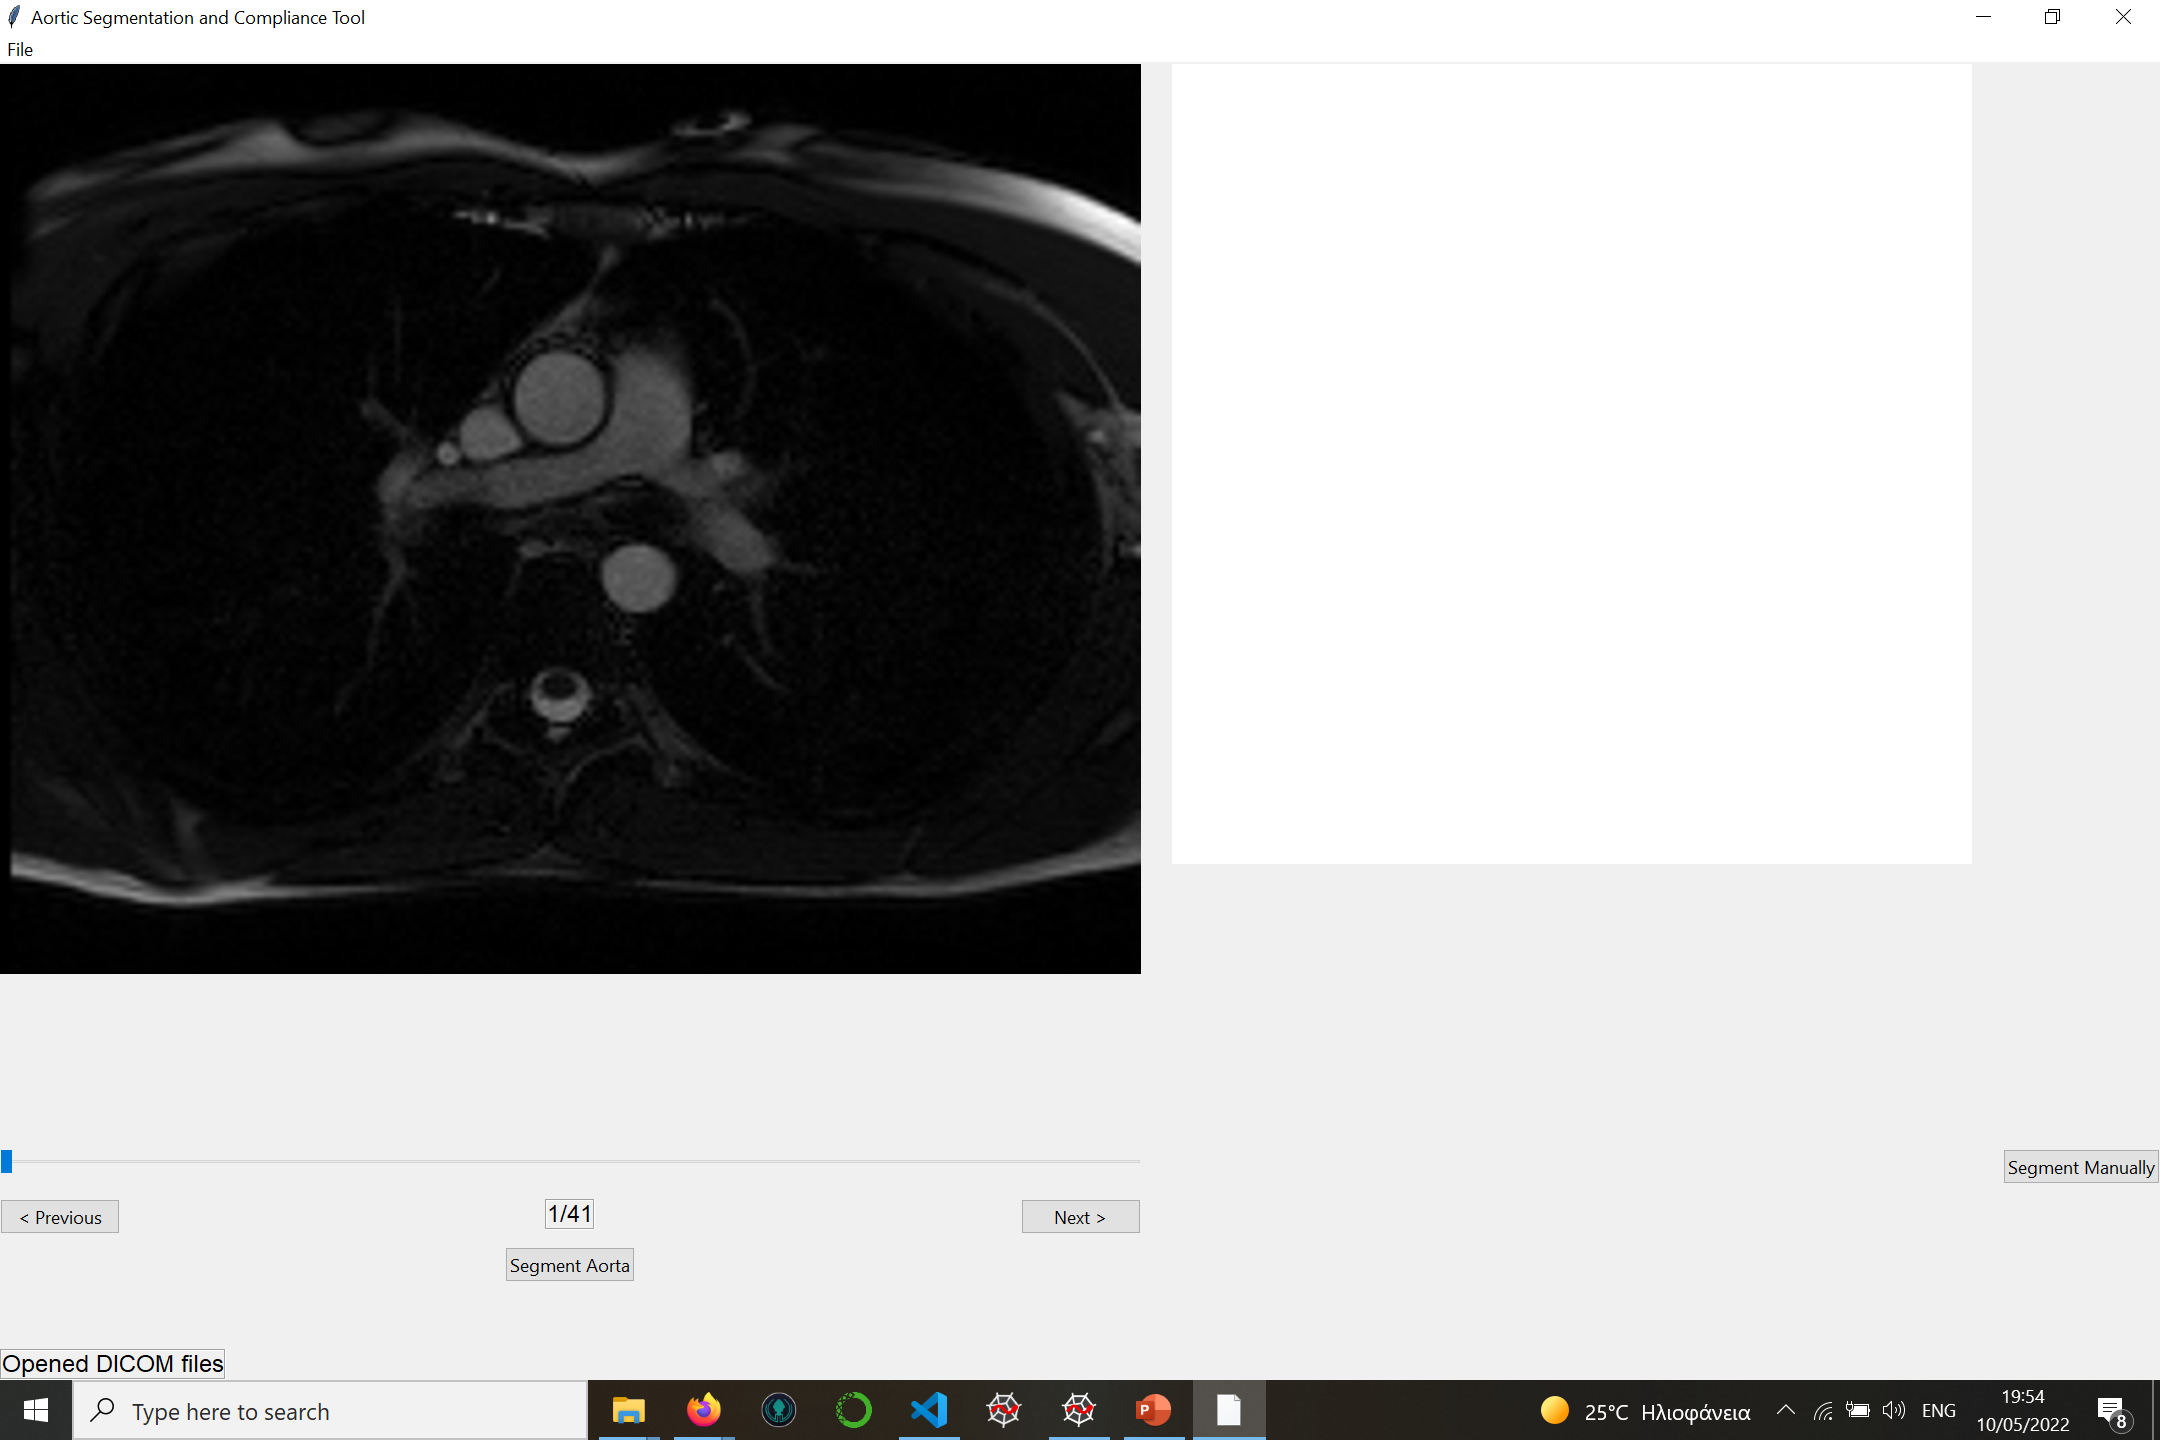 Aortic Segmentation and Compliance Tool
File
Segment Manually
< Previous
1/41
Next >
Segment Aorta
Opened DICOM files
Type here to search
P
25°C Ηλιοφάνεια
ENG
19:54
10/05/2022
8